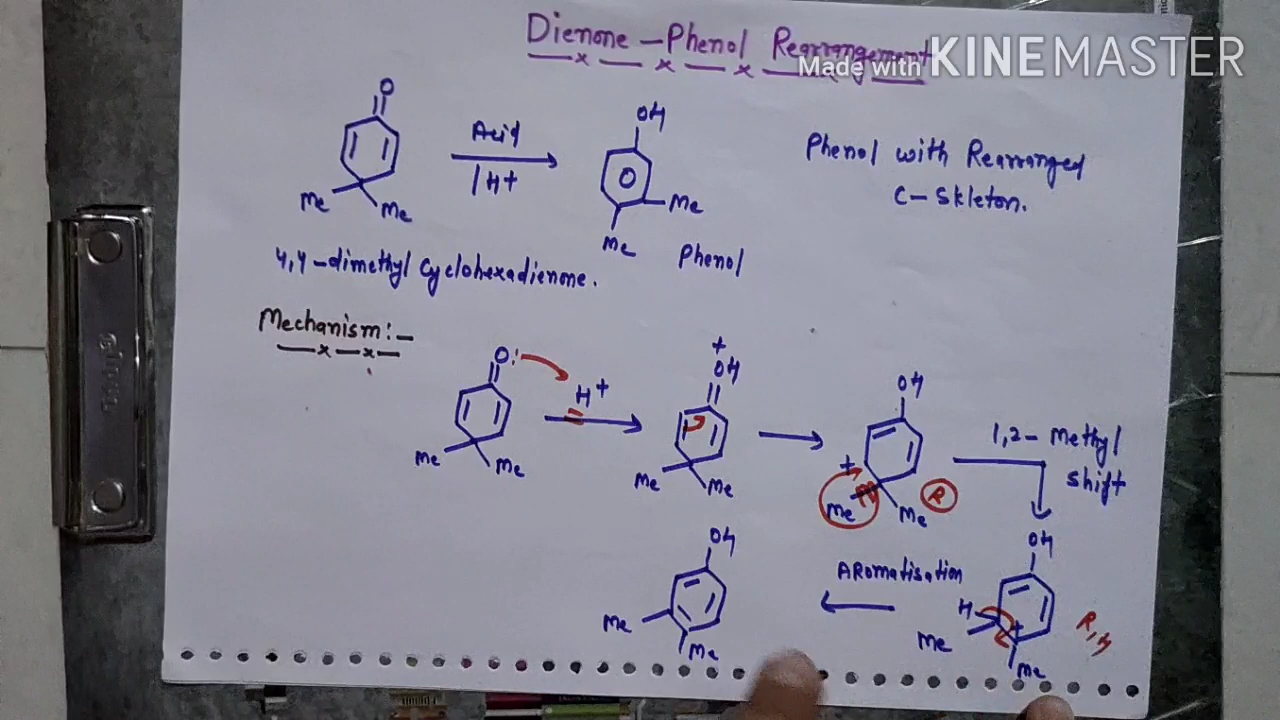 Dienone - Phenol Rearrangement
Made with KINEMASTER
O
Acid
/H+
Me
Me
OH
Me
Me
Phenol
Phenol with Rearranged
C- Skleton.
4,4-dimethyl Cyclohexadienone.
Mechanism:-
O:
H+
Me
Me
+
OH
Me
Me
OH
+
Me
Me
R
1,2- Methyl
Shift
OH
H
+
Me
Me
R,H
ARomatisation
OH
Me
Me